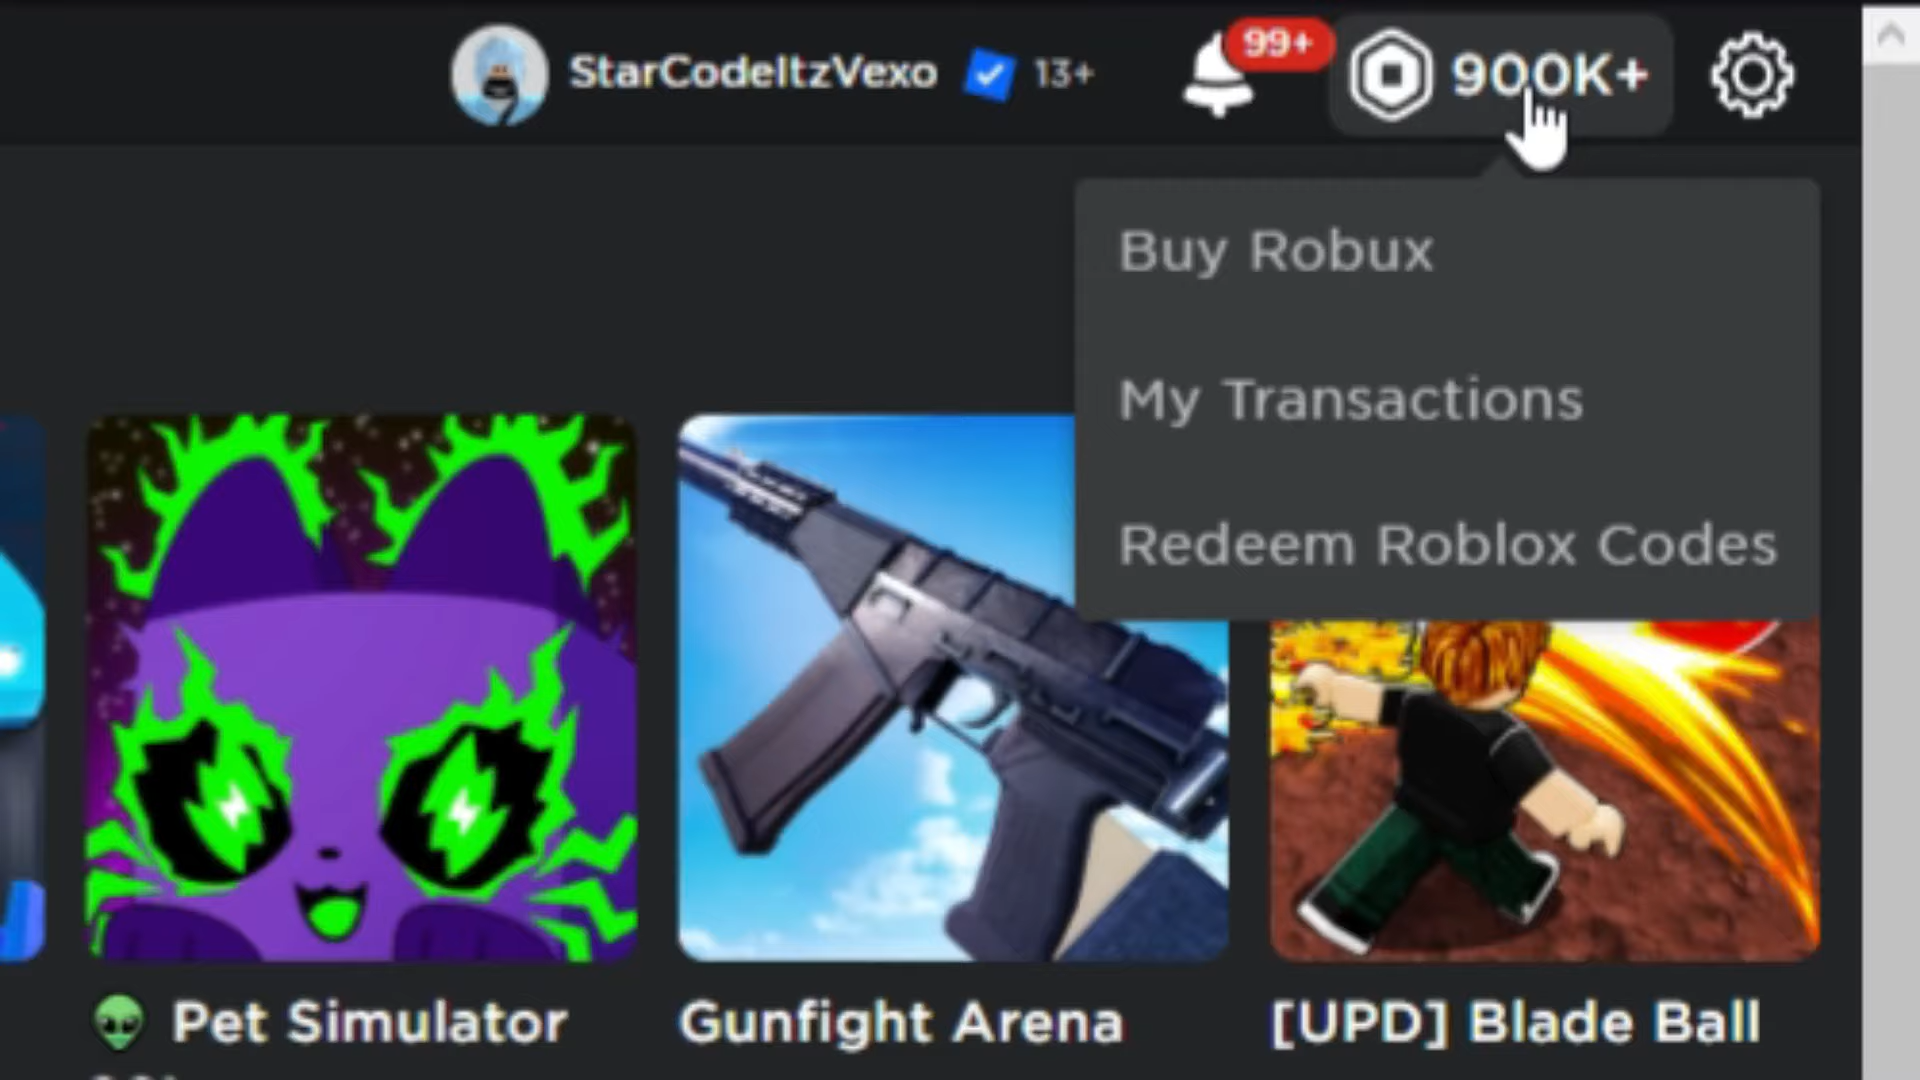 StarCodeItzVexo 13+ 99+ 900K+
Buy Robux
My Transactions
Redeem Roblox Codes
Pet Simulator
Gunfight Arena
[UPD] Blade Ball